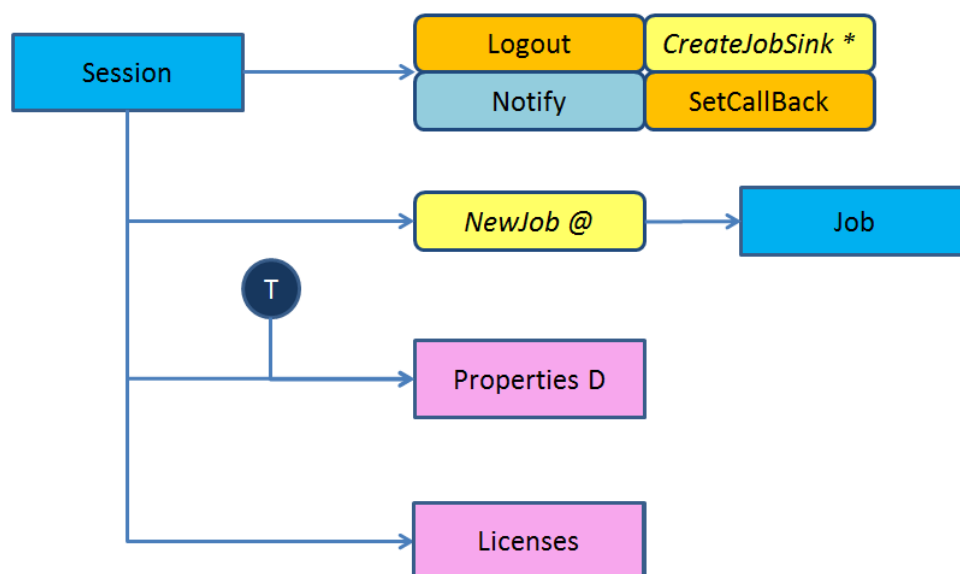 Session
Logout
CreateJobSink *
Notify
SetCallBack
NewJob @
Job
T
Properties D
Licenses